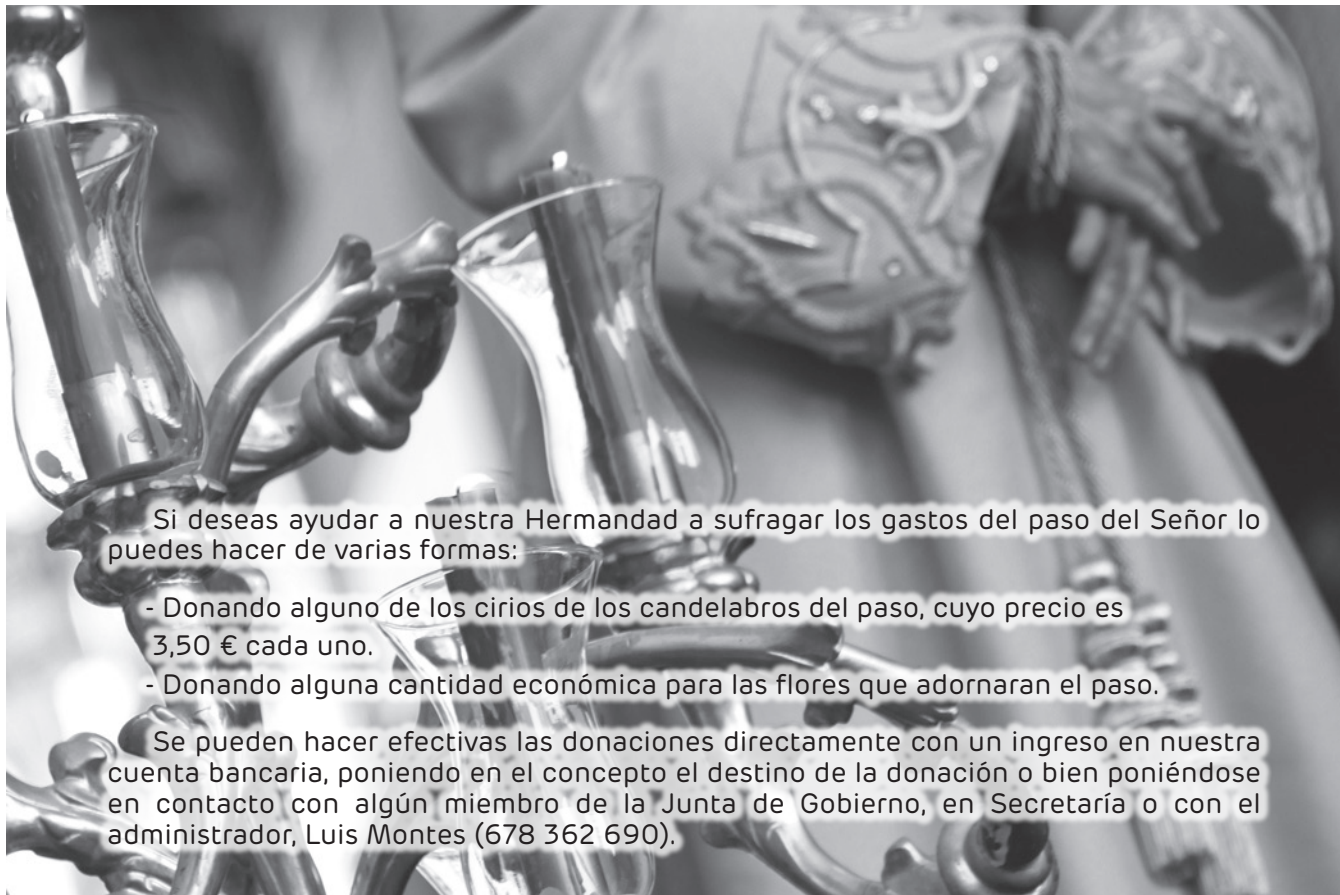 Si deseas ayudar a nuestra Hermandad a sufragar los gastos del paso del Señor lo
puedes hacer de varias formas:
- Donando alguno de los cirios de los candelabros del paso, cuyo precio es
3,50 € cada uno.
- Donando alguna cantidad económica para las flores que adornaran el paso.
Se pueden hacer efectivas las donaciones directamente con un ingreso en nuestra
cuenta bancaria, poniendo en el concepto el destino de la donación o bien poniéndose
en contacto con algún miembro de la Junta de Gobierno, en Secretaría o con el
administrador, Luis Montes (678 362 690).